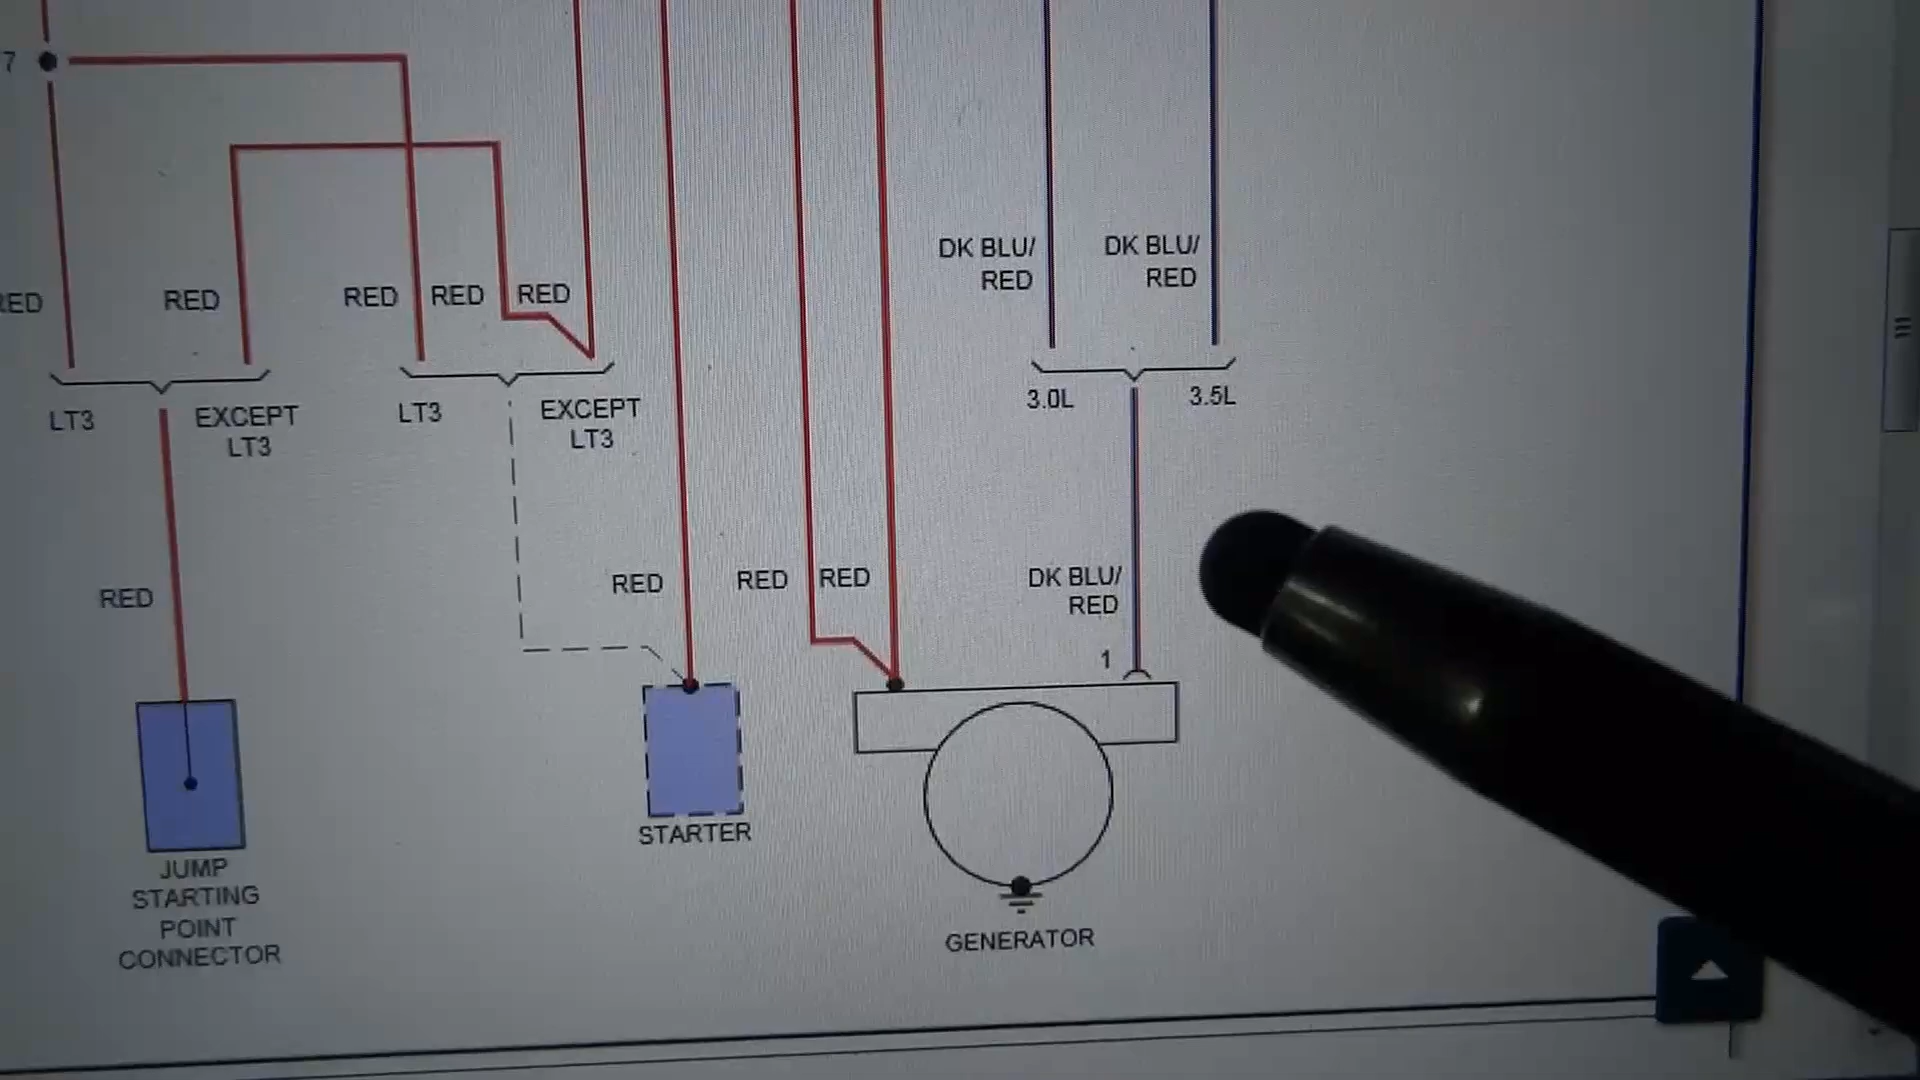 7
DK BLU/
RED
DK BLU/
RED
RED
RED
RED
RED
RED
LT3
EXCEPT
LT3
LT3
EXCEPT
LT3
3.0L
3.5L
RED
RED
RED
RED
DK BLU/
RED
1
STARTER
JUMP
STARTING
POINT
CONNECTOR
GENERATOR